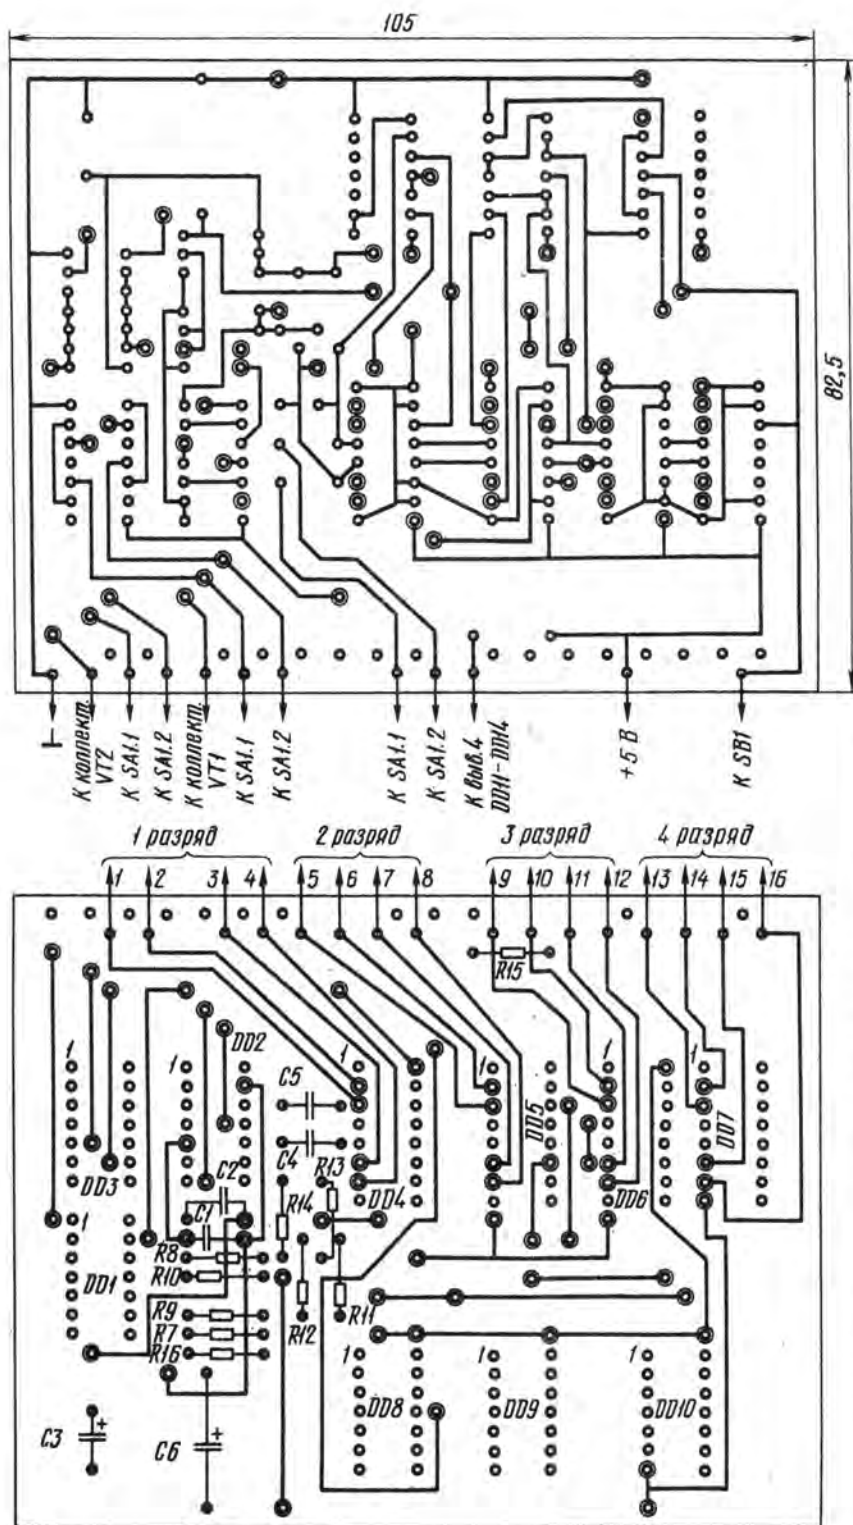 105
82,5
⊥
К коллект.
VT2
К SA1.1
К SA1.2
К коллект.
VT1
К SA1.1
К SA1.2
К SA1.1
К SA1.2
К выв.4
DD11-DD14
+5 В
К SB1
1 разряд
2 разряд
3 разряд
4 разряд
1 2 3 4 5 6 7 8 9 10 11 12 13 14 15 16
R15
1
1
DD2
1
1
DD5
1
1
DD7
C5
C4
DD3
C2
R14
R13
DD4
DD6
1
C1
R8
DD1
R10
R9
R12
R11
R7
R16
1
1
1
DD8
DD9
DD10
C3
+
C6
+